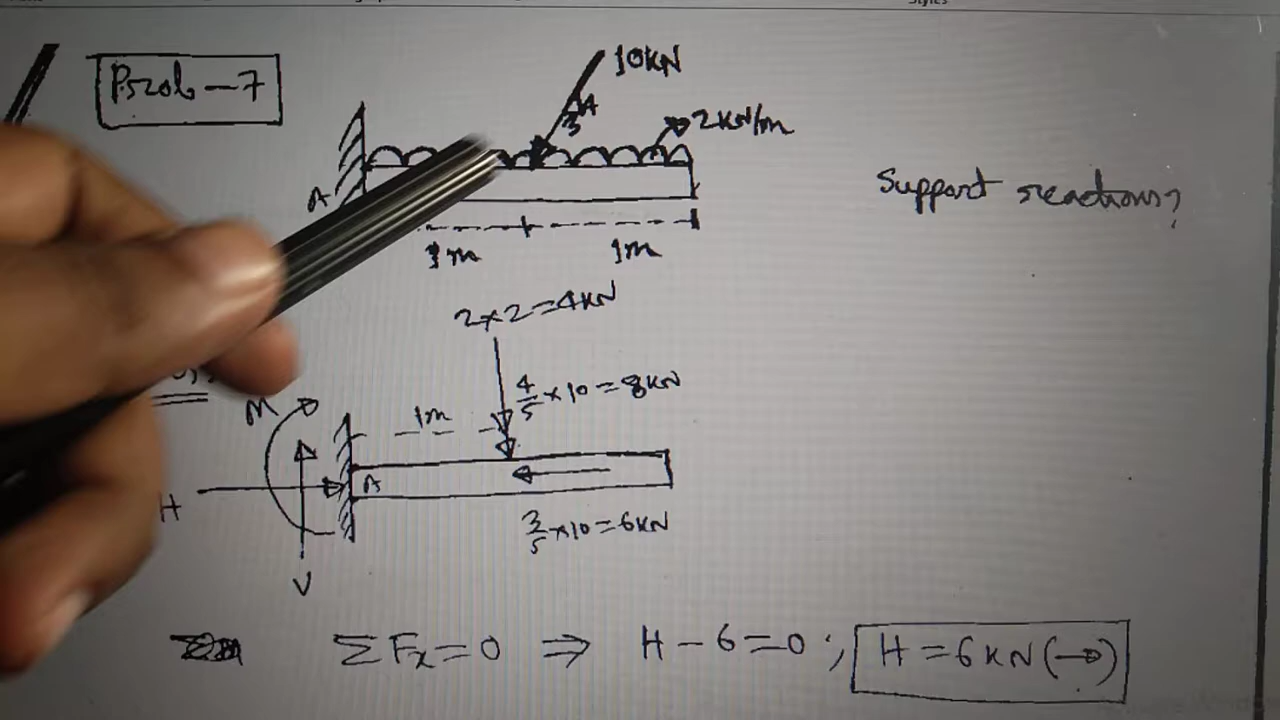 Prob-7
10KN
3 4
2KN/m
A
1m 1m
Support reactions?
2×2=4KN
4/5 ×10 = 8KN
M
1m
H
A
3/5 ×10 = 6KN
V
ΣFx=0 ⇒ H-6=0; H=6KN(→)